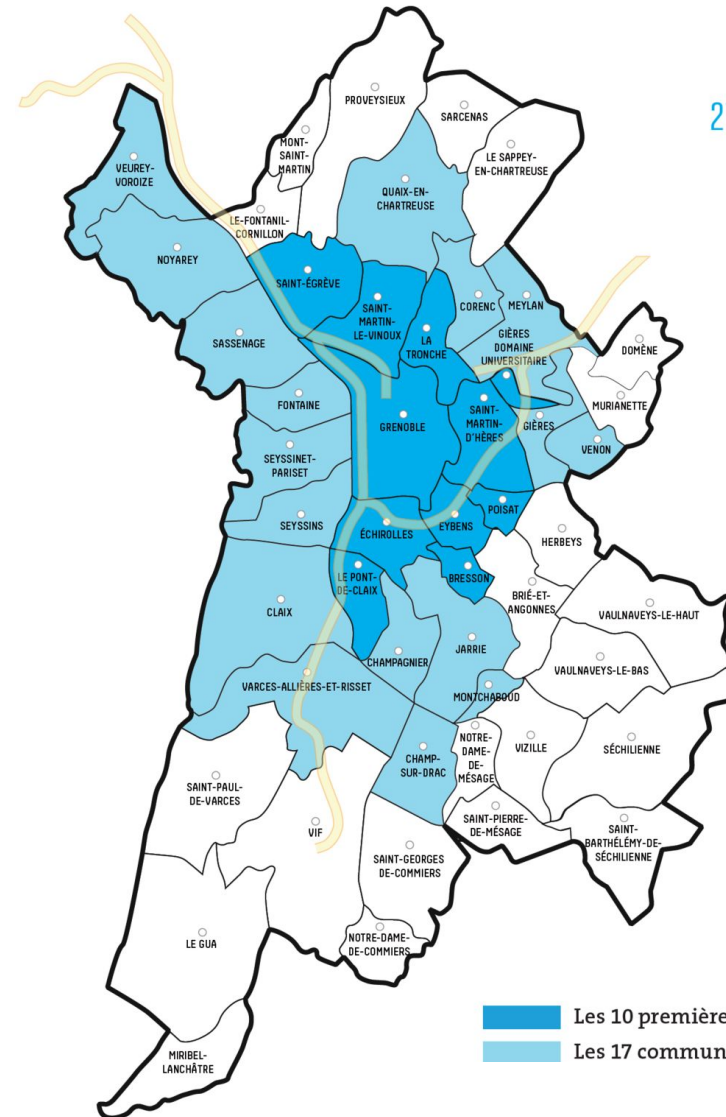 PROVEYSIEUX
SARCENAS
2
MONT-
SAINT-
MARTIN
LE SAPPEY-
EN-CHARTREUSE
VEUREY-
VOROIZE
QUAIX-EN-
CHARTREUSE
LE-FONTANIL-
CORNILLON
NOYAREY
SAINT-ÉGRÈVE
SAINT-
MARTIN-
LE-VINOUX
CORENC
MEYLAN
LA
TRONCHE
GIÈRES
DOMAINE
UNIVERSITAIRE
DOMÈNE
SASSENAGE
MURIANETTE
FONTAINE
GRENOBLE
SAINT-
MARTIN-
D'HÈRES
GIÈRES
VENON
SEYSSINET-
PARISET
SEYSSINS
ÉCHIROLLES
EYBENS
POISAT
HERBEYS
LE PONT-
DE-CLAIX
BRESSON
BRIÉ-ET-
ANGONNES
CLAIX
VAULNAVEYS-LE-HAUT
CHAMPAGNIER
JARRIE
VAULNAVEYS-LE-BAS
VARCES-ALLIÈRES-ET-RISSET
MONTCHABOUD
NOTRE-
DAME-
DE-
MÉSAGE
VIZILLE
SÉCHILIENNE
CHAMP-
SUR-DRAC
SAINT-PAUL-
DE-VARCES
VIF
SAINT-PIERRE-
DE-MÉSAGE
SAINT-
BARTHÉLÉMY-DE-
SÉCHILIENNE
SAINT-GEORGES
DE-COMMIERS
LE GUA
NOTRE-DAME-
DE-COMMIERS
MIRIBEL-
LANCHÂTRE
Les 10 première
Les 17 commun